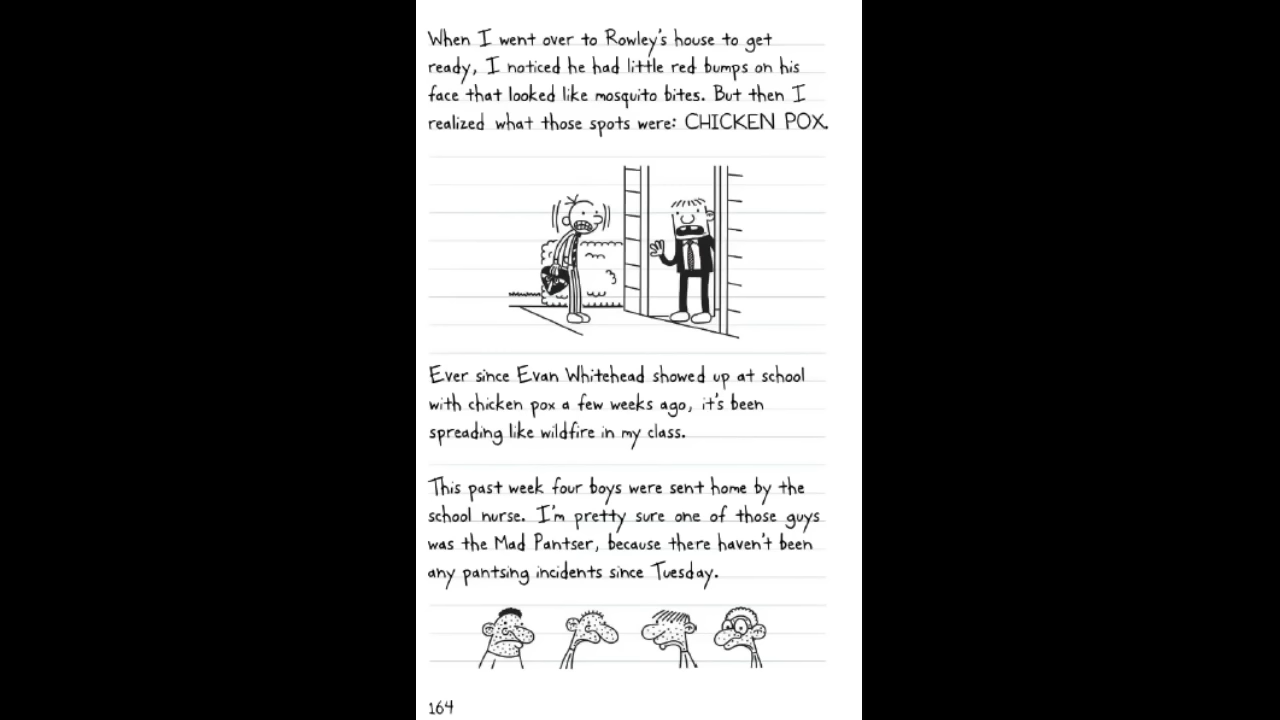 When I went over to Rowley's house to get
ready, I noticed he had little red bumps on his
face that looked like mosquito bites. But then I
realized what those spots were: CHICKEN POX.
Ever since Evan Whitehead showed up at school
with chicken pox a few weeks ago, it's been
spreading like wildfire in my class.
This past week four boys were sent home by the
school nurse. I'm pretty sure one of those guys
was the Mad Pantser, because there haven't been
any pantsing incidents since Tuesday.
164